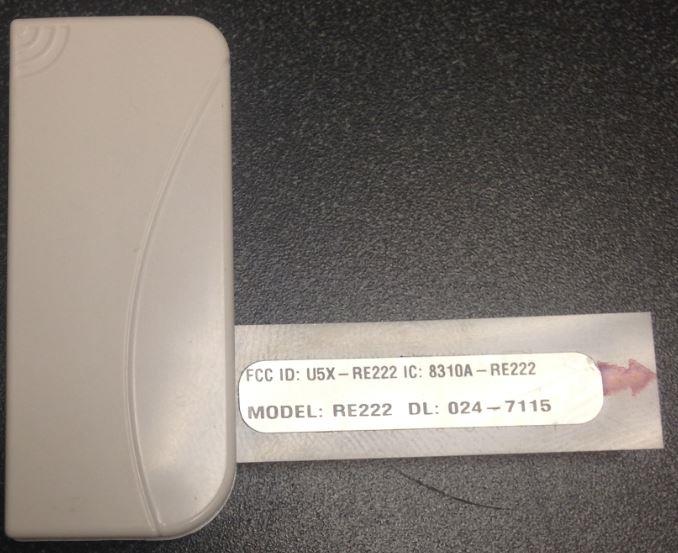 FCC ID: U5X-RE222 IC: 8310A-RE222
MODEL: RE222 DL: 024-7115